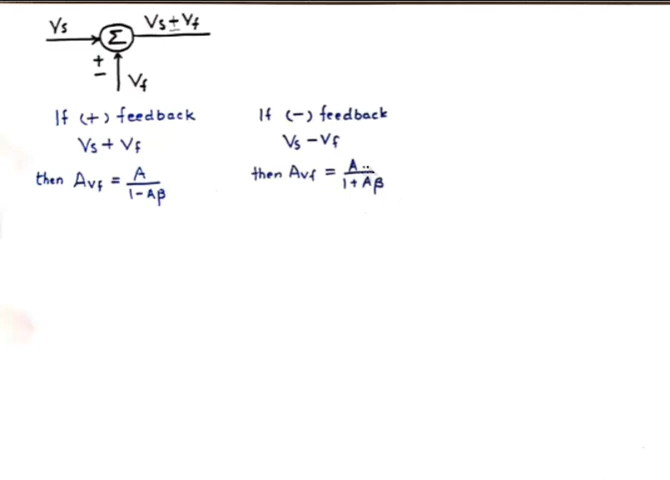 Vs Σ Vs ± Vf
± Vf
If (+) feedback
Vs + Vf
then Avf = A / 1 - Aβ
If (-) feedback
Vs - Vf
then Avf = A.. / 1 + Aβ